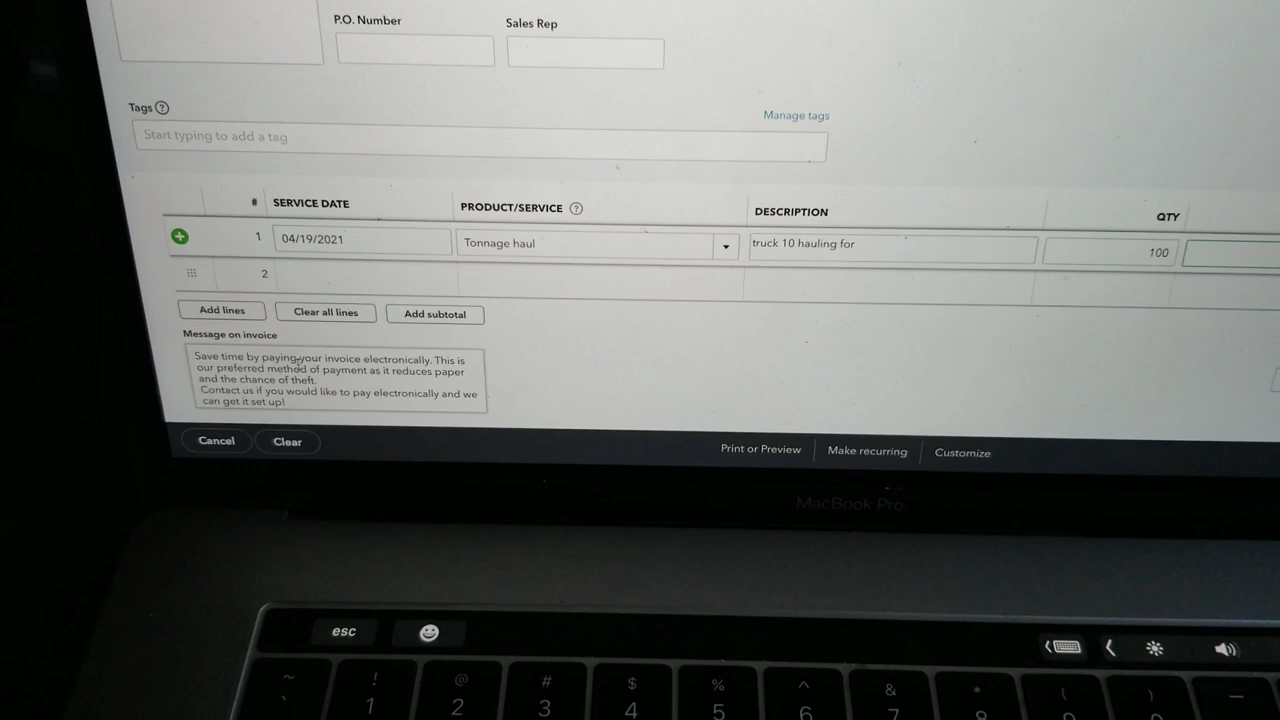 P.O. Number Sales Rep
Tags ?
Manage tags
Start typing to add a tag
# SERVICE DATE PRODUCT/SERVICE ? DESCRIPTION QTY
1 04/19/2021 Tonnage haul truck 10 hauling for 100
2
Add lines Clear all lines Add subtotal
Message on invoice
Save time by paying your invoice electronically. This is
our preferred method of payment as it reduces paper
and the chance of theft.
Contact us if you would like to pay electronically and we
can get it set up!
Cancel Clear Print or Preview Make recurring Customize
MacBook Pro
esc
~ ! @ # $ % ^ & * ( ) —
` 1 2 3 4 5 6 7 8 9 0